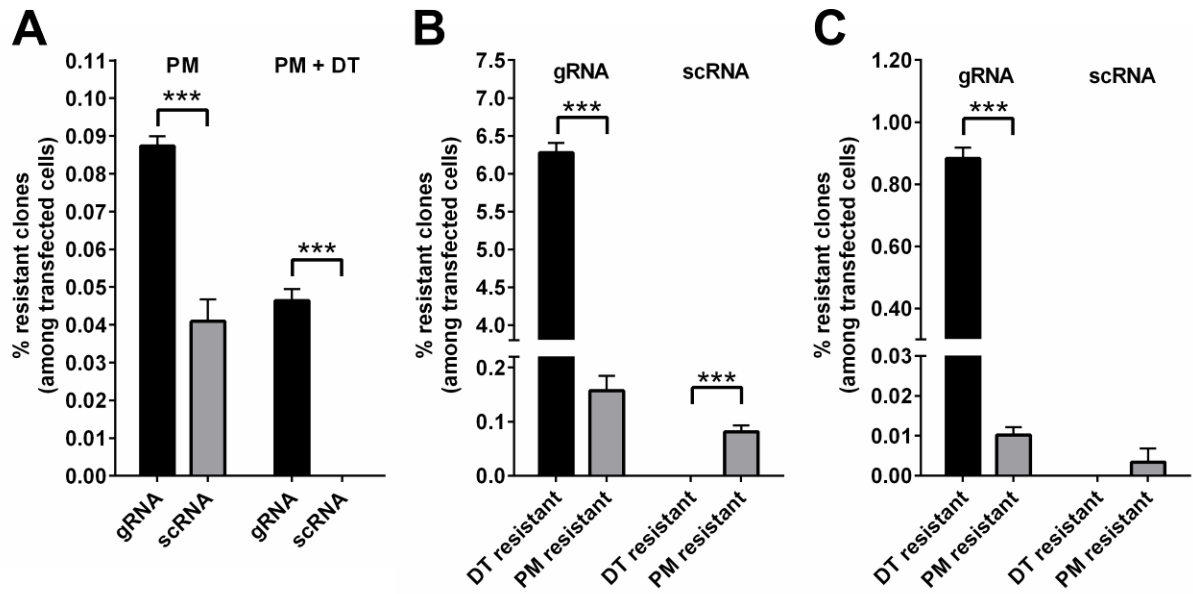 A
% resistant clones
(among transfected cells)
0.11
0.10
0.09
0.08
0.07
0.06
0.05
0.04
0.03
0.02
0.01
0.00
PM
PM + DT
***
***
gRNA
scRNA
gRNA
scRNA
B
% resistant clones
(among transfected cells)
7.5
7.0
6.5
6.0
5.5
5.0
4.5
4.0
0.2
0.1
0.0
gRNA
scRNA
***
***
DT resistant
PM resistant
DT resistant
PM resistant
C
% resistant clones
(among transfected cells)
1.20
1.00
0.80
0.60
0.40
0.03
0.02
0.01
0.00
gRNA
scRNA
***
DT resistant
PM resistant
DT resistant
PM resistant